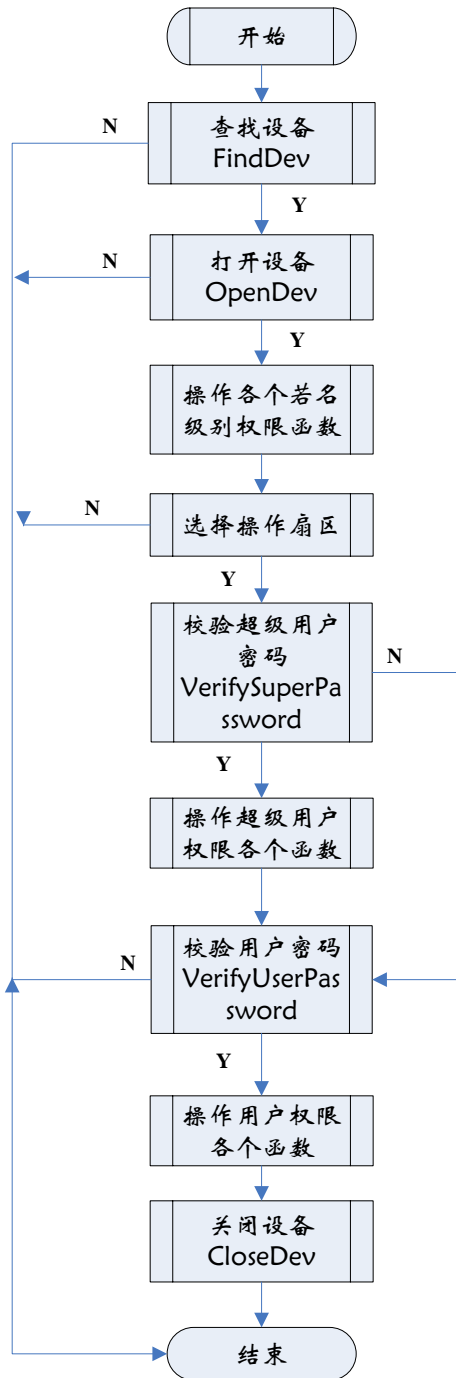 开始
N
查找设备
FindDev
Y
N
打开设备
OpenDev
Y
操作各个若名
级别权限函数
N
选择操作扇区
Y
校验超级用户
密码
VerifySuperPa
ssword
N
Y
操作超级用户
权限各个函数
N
校验用户密码
VerifyUserPas
sword
Y
操作用户权限
各个函数
关闭设备
CloseDev
结束